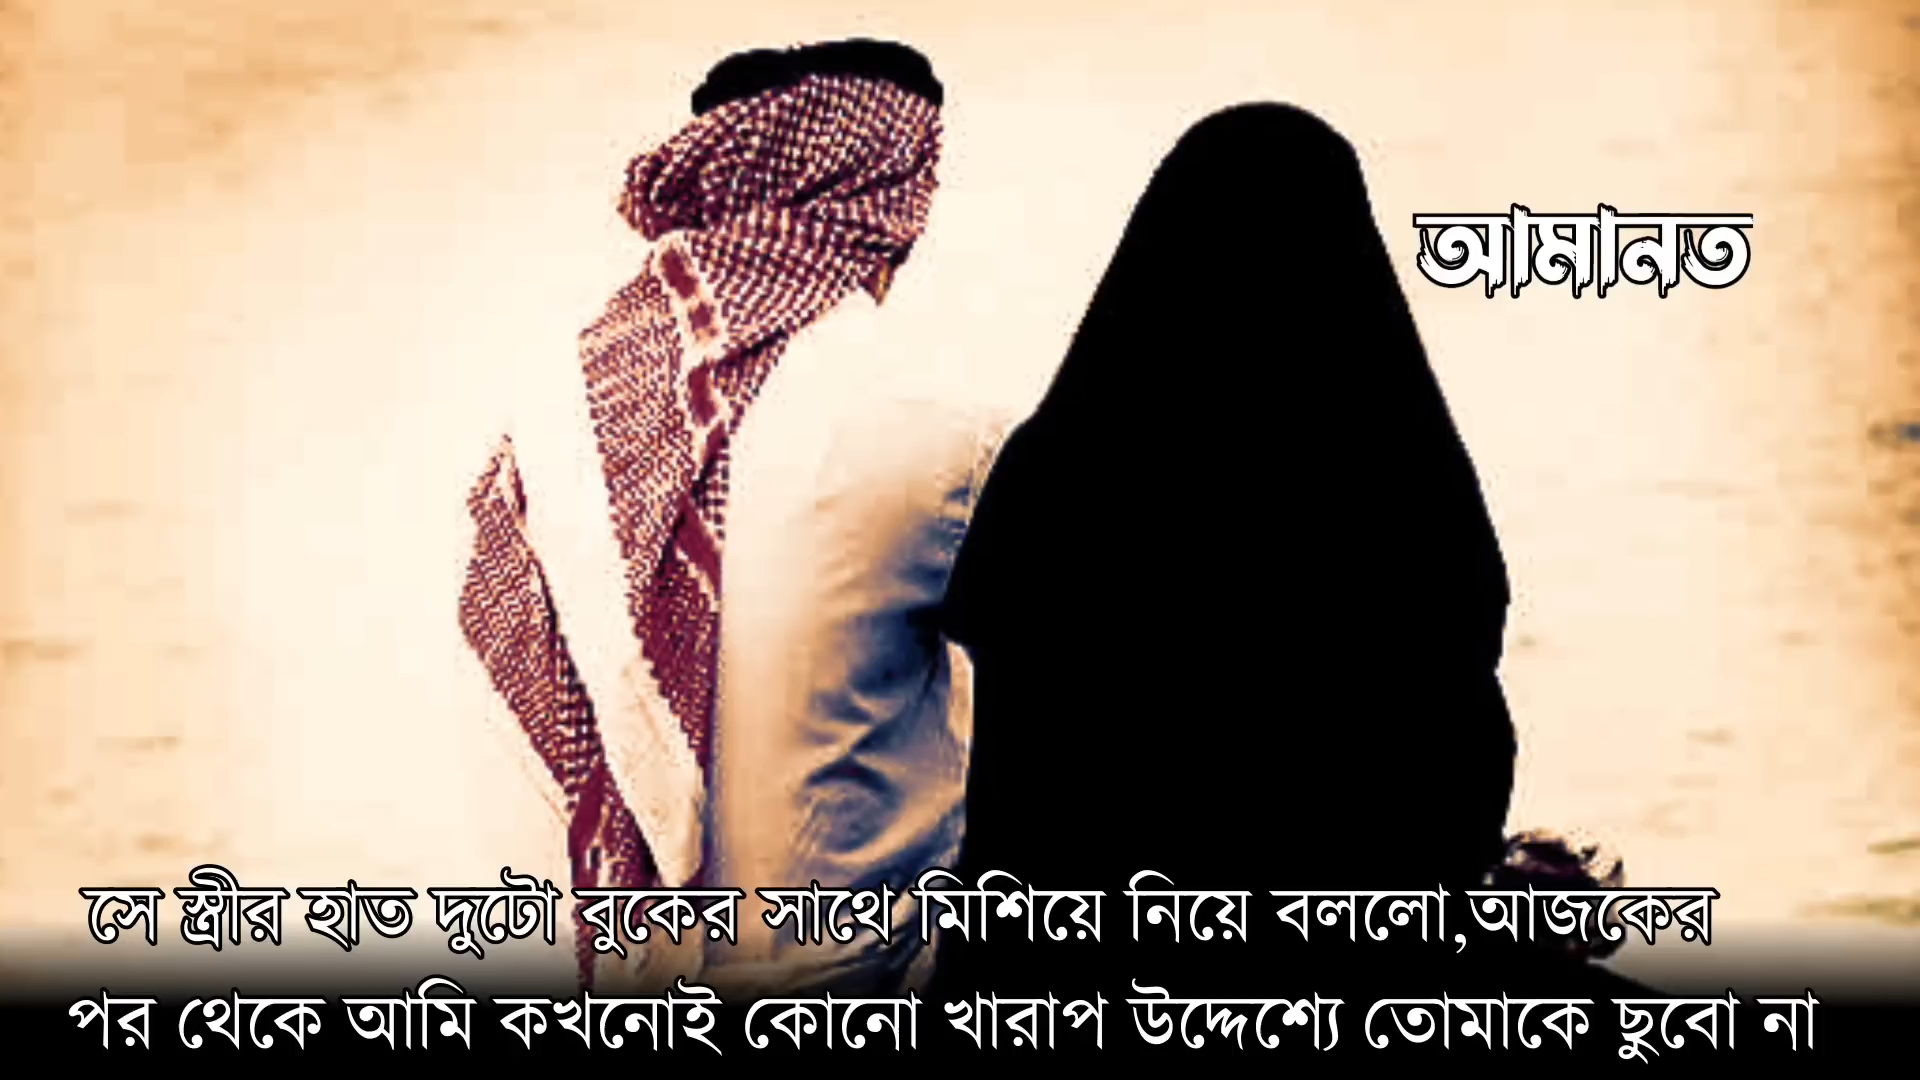 আমানত
সে স্ত্রীর হাত দুটো বুকের সাথে মিশিয়ে নিয়ে বললো,আজকের
পর থেকে আমি কখনোই কোনো খারাপ উদ্দেশ্যে তোমাকে ছুবো না